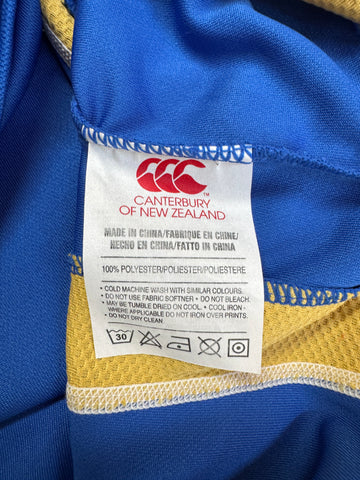 CANTERBURY
OF NEW ZEALAND
MADE IN CHINA/FABRIQUE EN CHINE/
HECHO EN CHINA/FATTO IN CHINA
100% POLYESTER/POLIESTER/POLIESTERE
• COLD MACHINE WASH WITH SIMILAR COLOURS.
• DO NOT USE FABRIC SOFTNER • DO NOT BLEACH.
• MAY BE TUMBLE DRIED ON COOL. • COOL IRON -
WHERE APPLICABLE DO NOT IRON OVER PRINTS.
• DO NOT DRY CLEAN
30